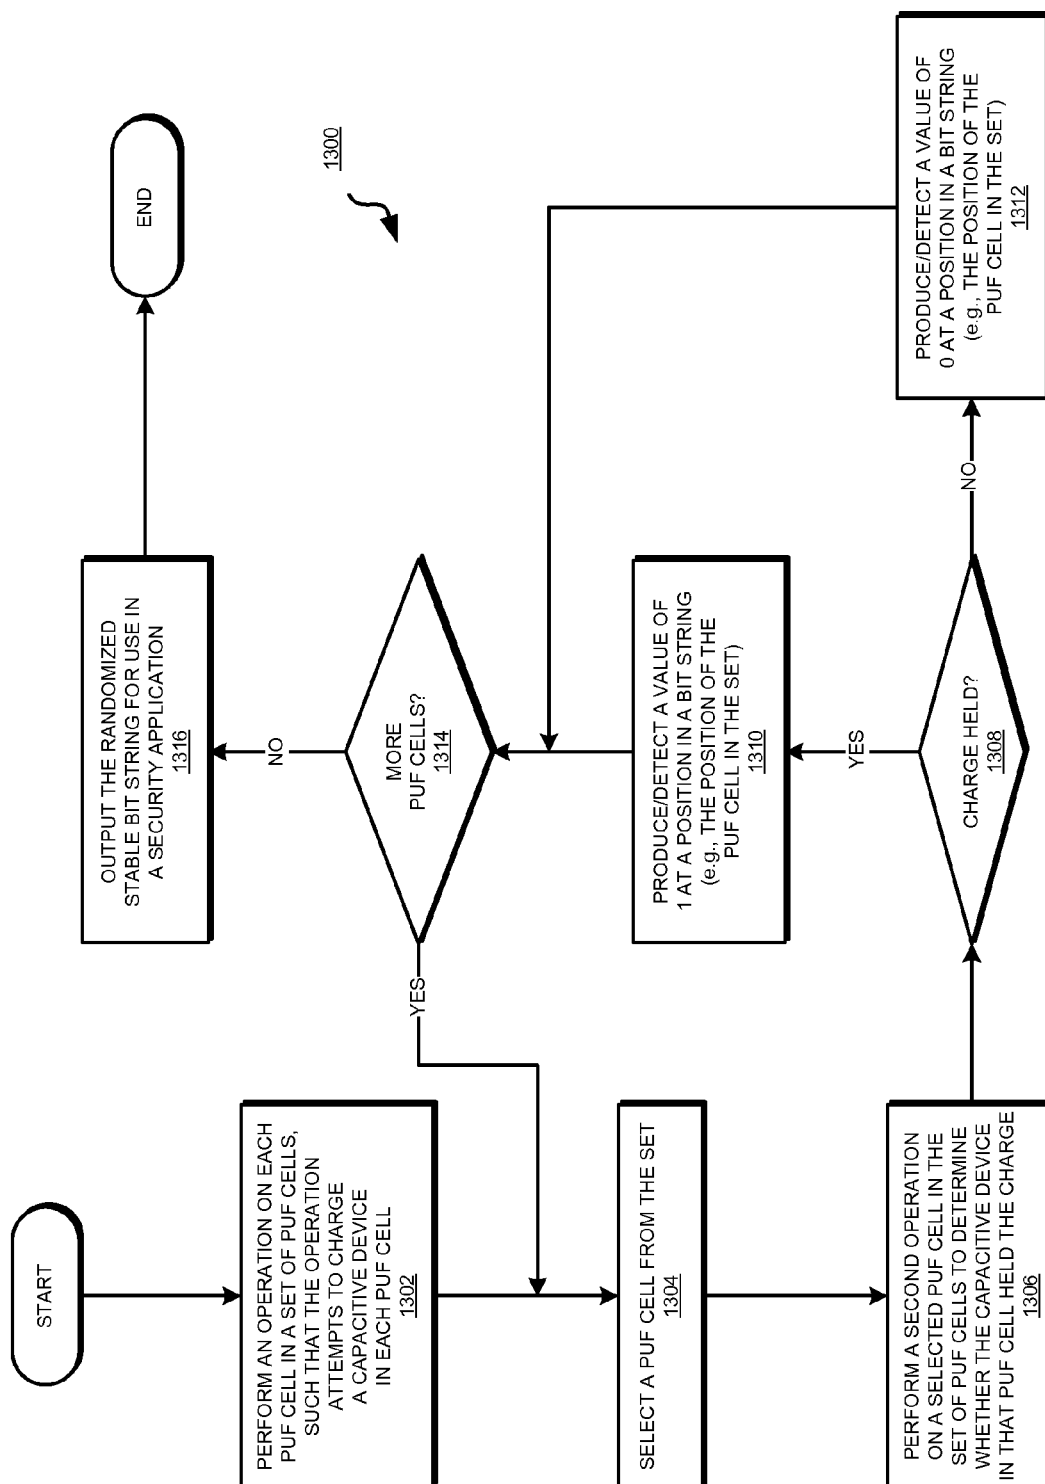 START
PERFORM AN OPERATION ON EACH
PUF CELL IN A SET OF PUF CELLS,
SUCH THAT THE OPERATION
ATTEMPTS TO CHARGE
A CAPACITIVE DEVICE
IN EACH PUF CELL
1302
SELECT A PUF CELL FROM THE SET
1304
PERFORM A SECOND OPERATION
ON A SELECTED PUF CELL IN THE
SET OF PUF CELLS TO DETERMINE
WHETHER THE CAPACITIVE DEVICE
IN THAT PUF CELL HELD THE CHARGE
1306
CHARGE HELD?
1308
YES
NO
PRODUCE/DETECT A VALUE OF
1 AT A POSITION IN A BIT STRING
(e.g., THE POSITION OF THE
PUF CELL IN THE SET)
1310
PRODUCE/DETECT A VALUE OF
0 AT A POSITION IN A BIT STRING
(e.g., THE POSITION OF THE
PUF CELL IN THE SET)
1312
MORE
PUF CELLS?
1314
YES
NO
OUTPUT THE RANDOMIZED
STABLE BIT STRING FOR USE IN
A SECURITY APPLICATION
1316
END
1300